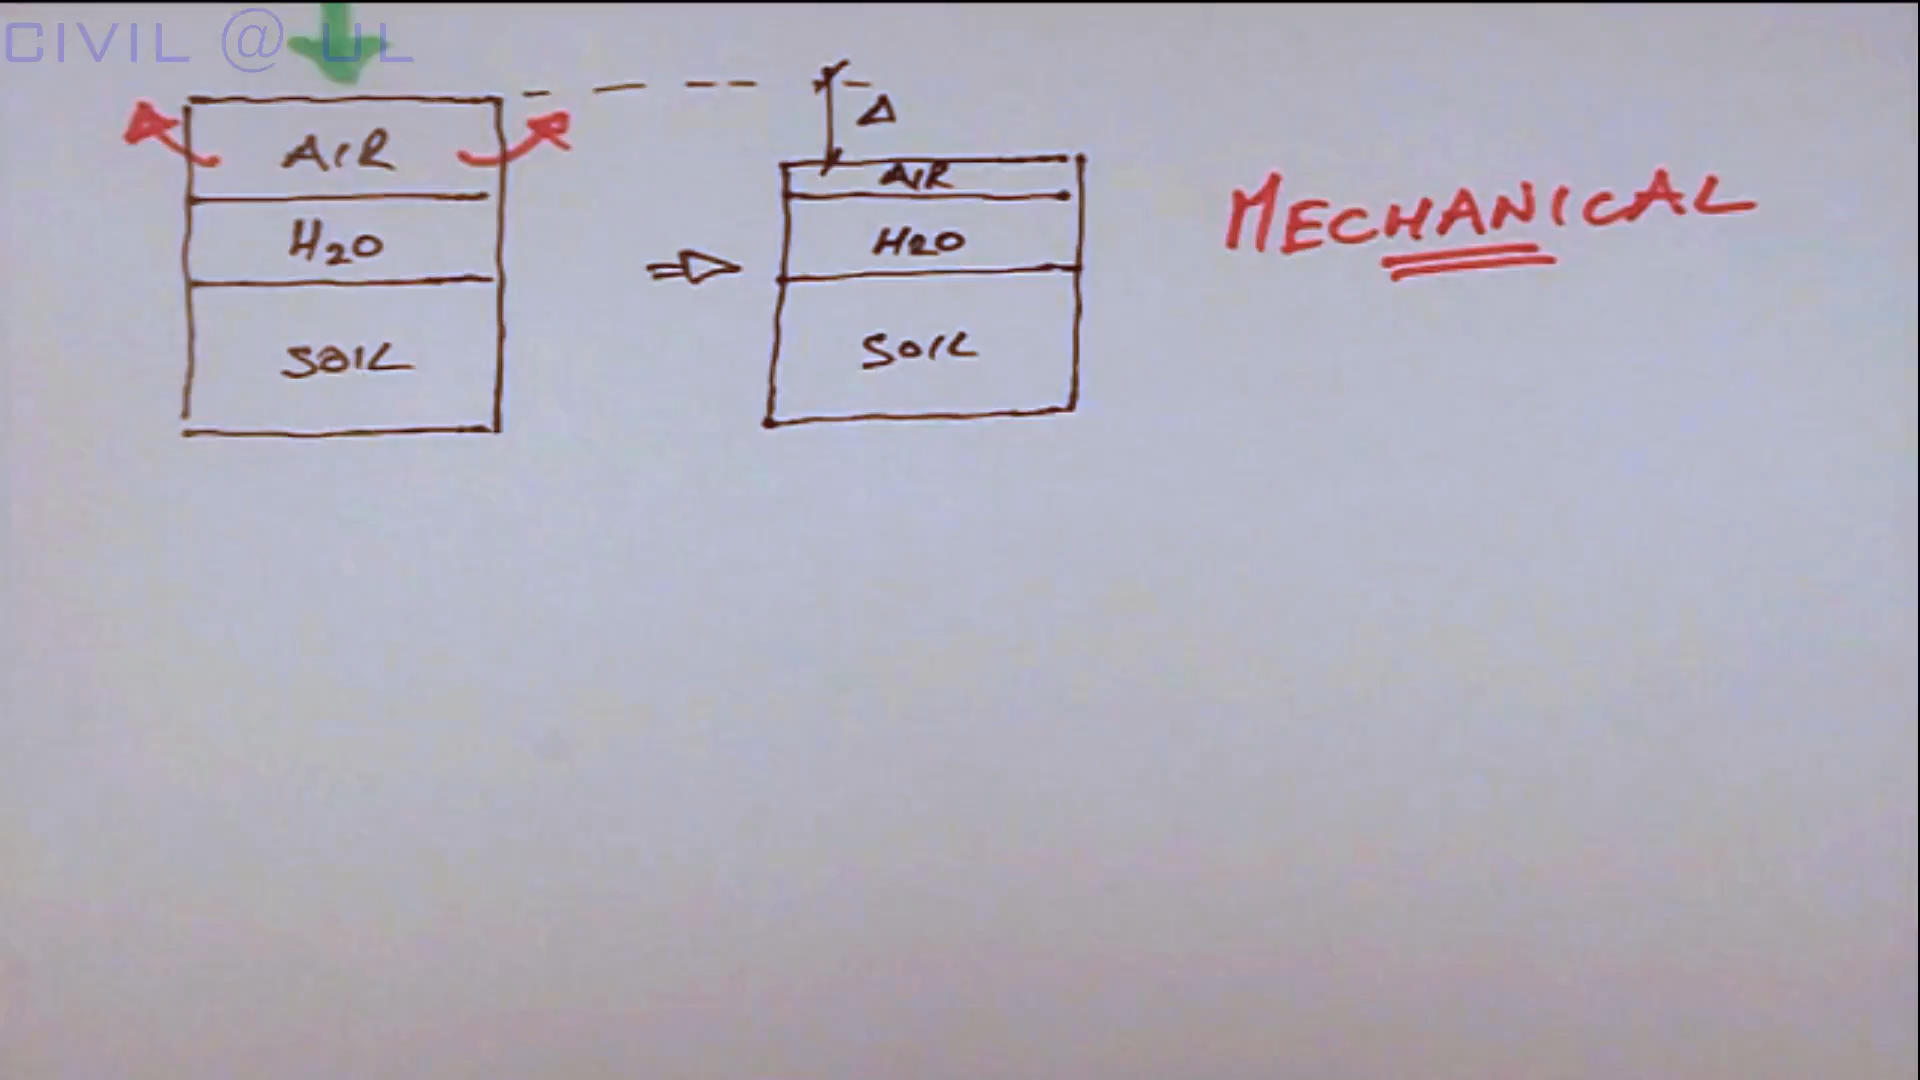 CIVIL @ UL
AIR
H2O
SOIL
Δ
AIR
H2O
SOIL
MECHANICAL